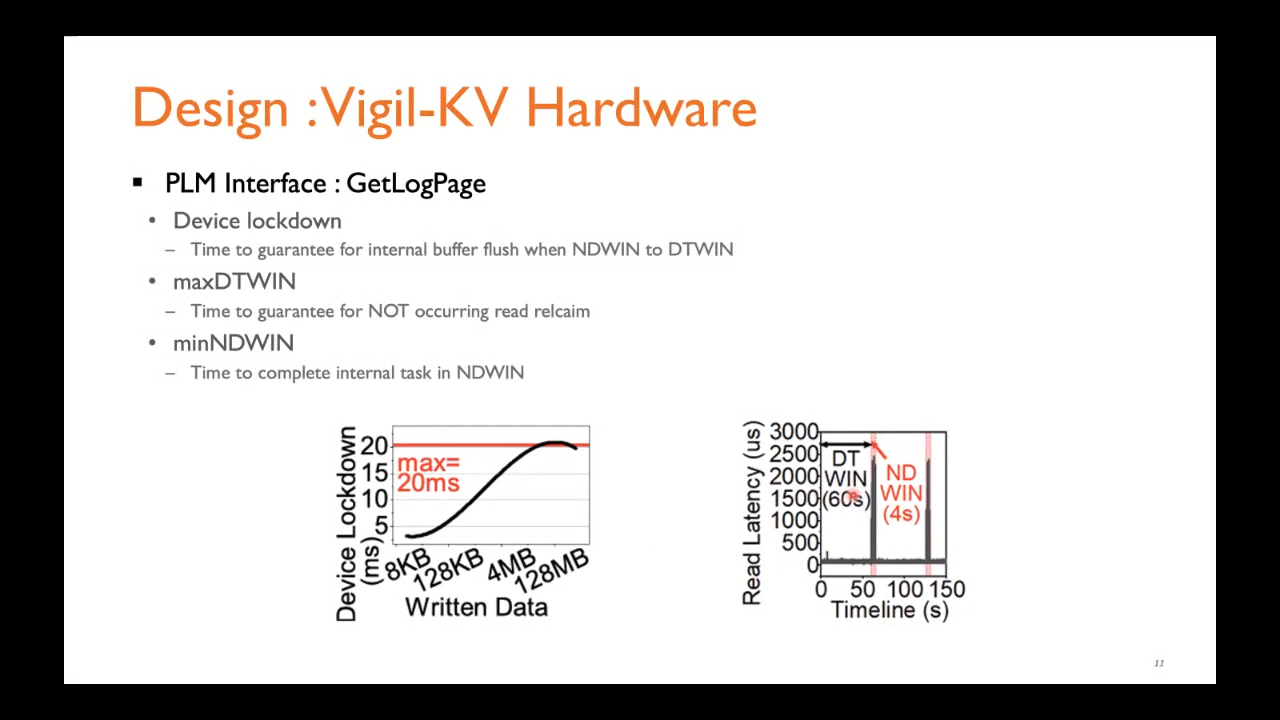 Design : Vigil-KV Hardware
▪ PLM Interface : GetLogPage
• Device lockdown
– Time to guarantee for internal buffer flush when NDWIN to DTWIN
• maxDTWIN
– Time to guarantee for NOT occurring read relcaim
• minNDWIN
– Time to complete internal task in NDWIN
Device Lockdown
(ms)
20
15
10
5
max=
20ms
8KB 128KB 4MB 128MB
Written Data
Read Latency (us)
3000
2500
2000
1500
1000
500
0
DT
WIN
(60s)
ND
WIN
(4s)
0 50 100 150
Timeline (s)
11